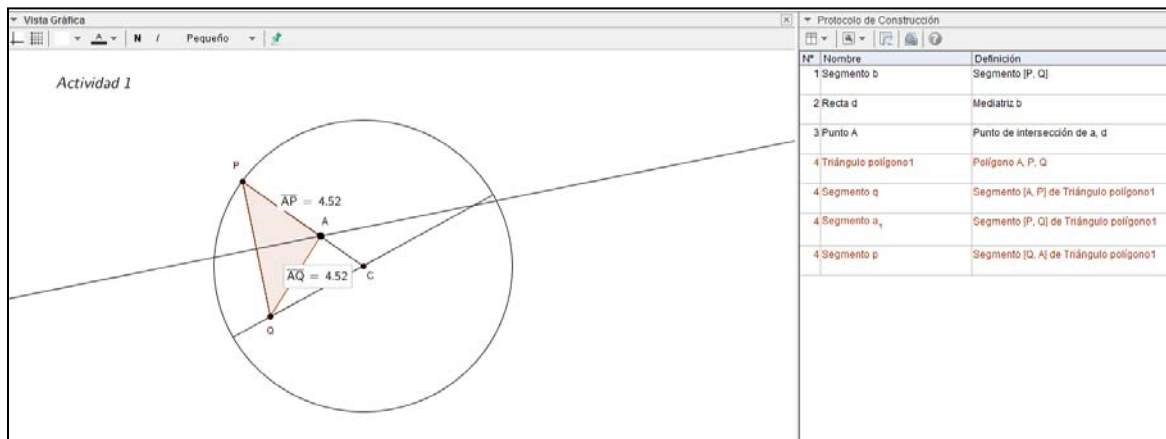 Vista Gráfica
A N I Pequeño
Actividad 1
P
AP = 4.52
A
AQ = 4.52
C
Q
Protocolo de Construcción
Nº Nombre Definición
1 Segmento b Segmento [P, Q]
2 Recta d Mediatriz b
3 Punto A Punto de intersección de a, d
4 Triángulo polígono1 Polígono A, P, Q
4 Segmento q Segmento [A, P] de Triángulo polígono1
4 Segmento a₁ Segmento [P, Q] de Triángulo polígono1
4 Segmento p Segmento [Q, A] de Triángulo polígono1